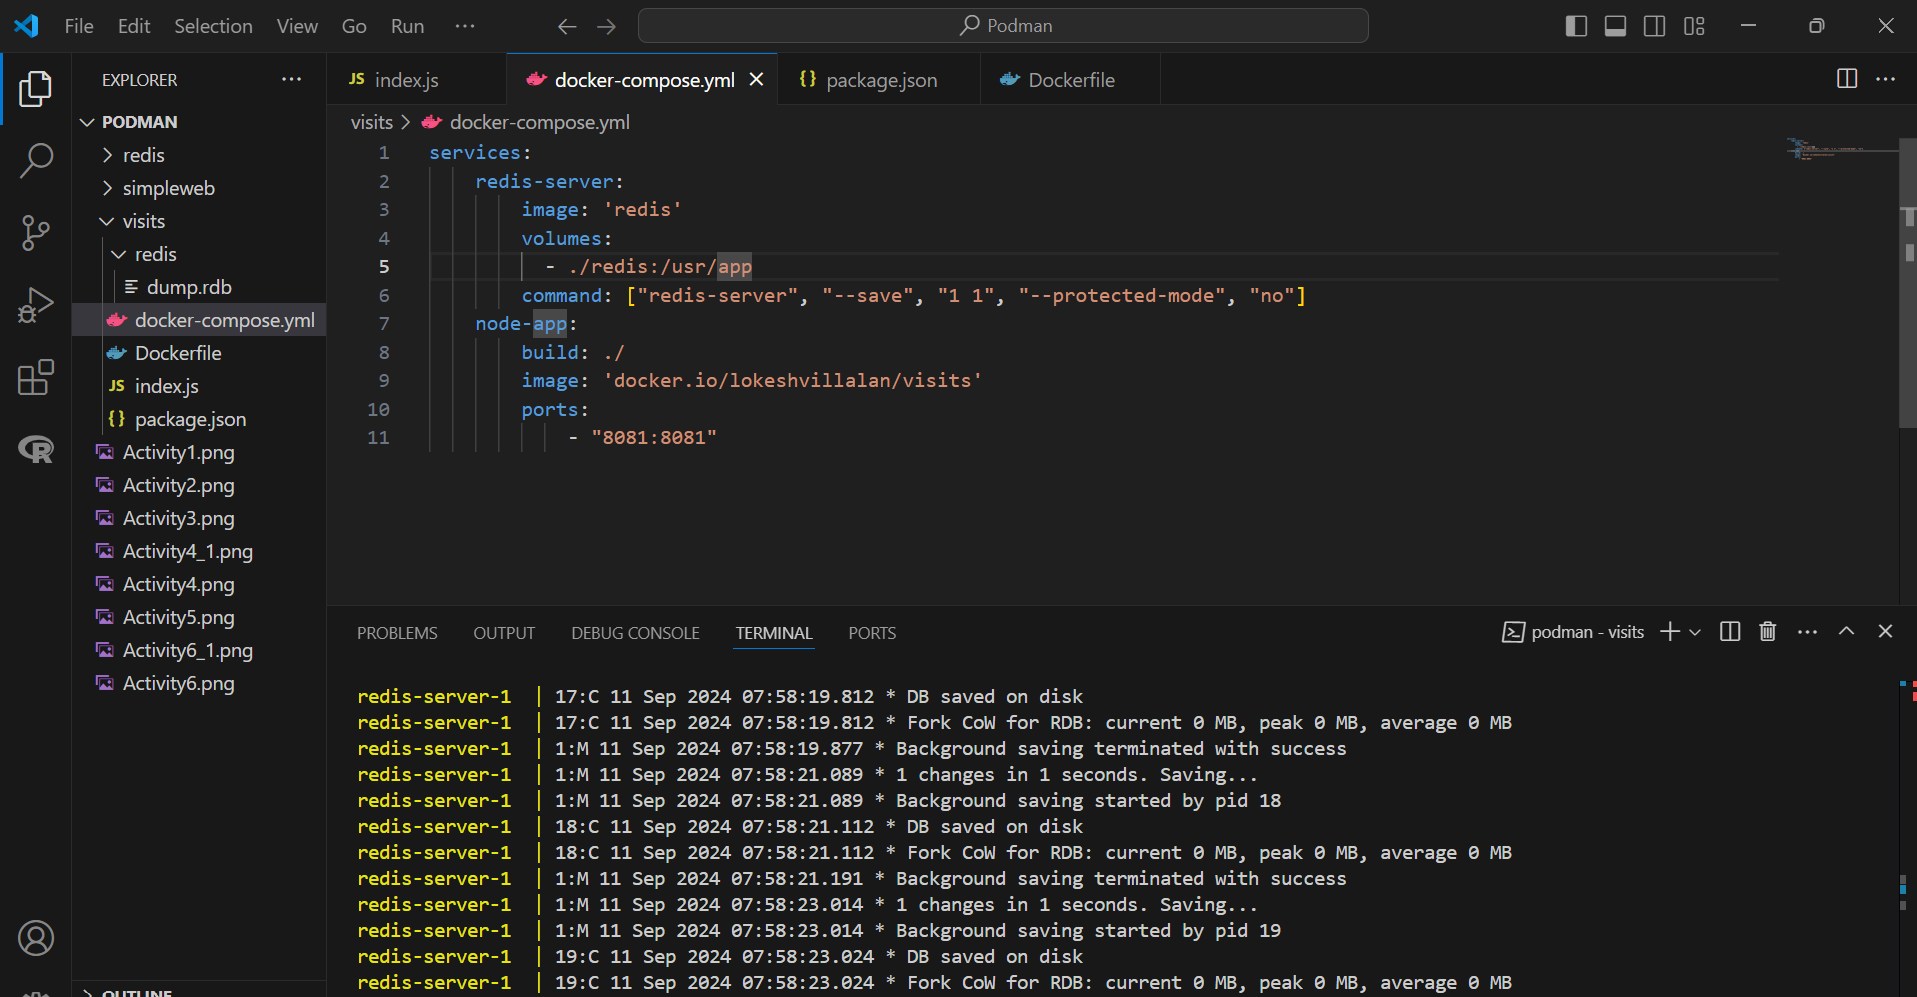 File Edit Selection View Go Run ··· Podman
EXPLORER ···
PODMAN
redis
simpleweb
visits
redis
dump.rdb
docker-compose.yml
Dockerfile
JS index.js
{} package.json
Activity1.png
Activity2.png
Activity3.png
Activity4_1.png
Activity4.png
Activity5.png
Activity6_1.png
Activity6.png
OUTLINE
JS index.js docker-compose.yml {} package.json Dockerfile
visits > docker-compose.yml
1 services:
2 redis-server:
3 image: 'redis'
4 volumes:
5 - ./redis:/usr/app
6 command: ["redis-server", "--save", "1 1", "--protected-mode", "no"]
7 node-app:
8 build: ./
9 image: 'docker.io/lokeshvillalan/visits'
10 ports:
11 - "8081:8081"
PROBLEMS OUTPUT DEBUG CONSOLE TERMINAL PORTS podman - visits
redis-server-1 | 17:C 11 Sep 2024 07:58:19.812 * DB saved on disk
redis-server-1 | 17:C 11 Sep 2024 07:58:19.812 * Fork CoW for RDB: current 0 MB, peak 0 MB, average 0 MB
redis-server-1 | 1:M 11 Sep 2024 07:58:19.877 * Background saving terminated with success
redis-server-1 | 1:M 11 Sep 2024 07:58:21.089 * 1 changes in 1 seconds. Saving...
redis-server-1 | 1:M 11 Sep 2024 07:58:21.089 * Background saving started by pid 18
redis-server-1 | 18:C 11 Sep 2024 07:58:21.112 * DB saved on disk
redis-server-1 | 18:C 11 Sep 2024 07:58:21.112 * Fork CoW for RDB: current 0 MB, peak 0 MB, average 0 MB
redis-server-1 | 1:M 11 Sep 2024 07:58:21.191 * Background saving terminated with success
redis-server-1 | 1:M 11 Sep 2024 07:58:23.014 * 1 changes in 1 seconds. Saving...
redis-server-1 | 1:M 11 Sep 2024 07:58:23.014 * Background saving started by pid 19
redis-server-1 | 19:C 11 Sep 2024 07:58:23.024 * DB saved on disk
redis-server-1 | 19:C 11 Sep 2024 07:58:23.024 * Fork CoW for RDB: current 0 MB, peak 0 MB, average 0 MB